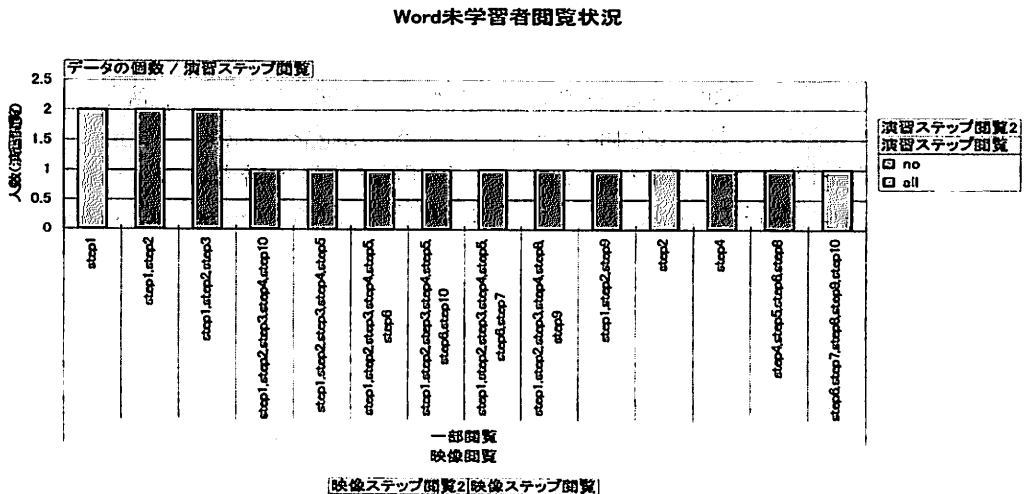 Word未学習者閲覧状況
データの個数 / 演習ステップ閲覧
2.5
2
1.5
1
0.5
0
人数(演習閲覧)
演習ステップ閲覧2
演習ステップ閲覧
no
all
step1
step1,step2
step1,step2,step3
step1,step2,step3,step4,step10
step1,step2,step3,step4,step5
step1,step2,step3,step4,step5,
step6
step1,step2,step3,step4,step5,
step6,step10
step1,step2,step3,step4,step5,
step6,step7
step1,step2,step3,step4,step8,
step9
step1,step2,step9
step2
step4
step4,step5,step6,step8
step6,step7,step8,step9,step10
一部閲覧
映像閲覧
映像ステップ閲覧2 映像ステップ閲覧